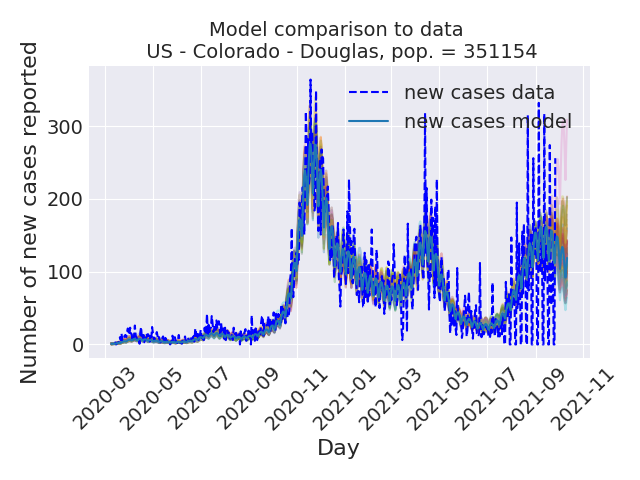 Model comparison to data
US - Colorado - Douglas, pop. = 351154
new cases data
new cases model
Number of new cases reported
300
200
100
0
2020-03
2020-05
2020-07
2020-09
2020-11
2021-01
2021-03
2021-05
2021-07
2021-09
2021-11
Day